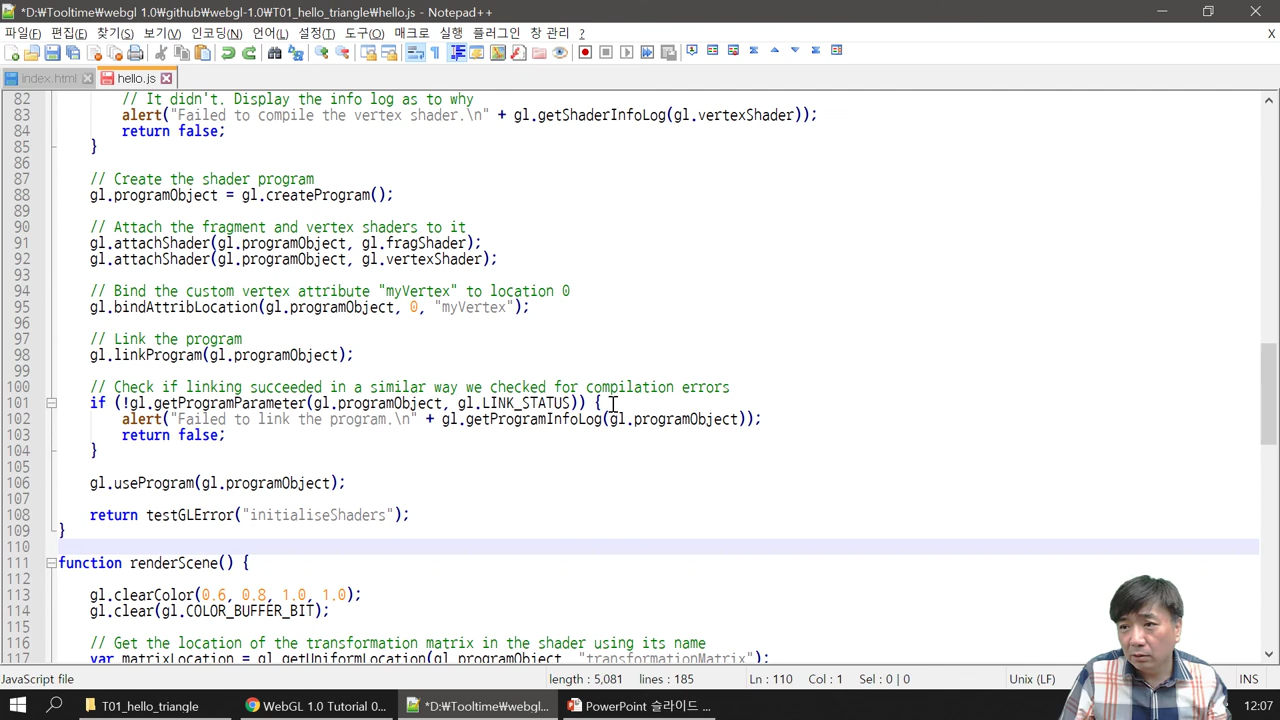 *D:₩Tooltime₩webgl 1.0₩github₩webgl-1.0₩T01_hello_triangle₩hello.js - Notepad++
파일(F) 편집(E) 찾기(S) 보기(V) 인코딩(N) 언어(L) 설정(T) 도구(O) 매크로 실행 플러그인 창 관리 ? X
index.html hello.js
82 // It didn't. Display the info log as to why
83 alert("Failed to compile the vertex shader.\n" + gl.getShaderInfoLog(gl.vertexShader));
84 return false;
85 }
86
87 // Create the shader program
88 gl.programObject = gl.createProgram();
89
90 // Attach the fragment and vertex shaders to it
91 gl.attachShader(gl.programObject, gl.fragShader);
92 gl.attachShader(gl.programObject, gl.vertexShader);
93
94 // Bind the custom vertex attribute "myVertex" to location 0
95 gl.bindAttribLocation(gl.programObject, 0, "myVertex");
96
97 // Link the program
98 gl.linkProgram(gl.programObject);
99
100 // Check if linking succeeded in a similar way we checked for compilation errors
101 if (!gl.getProgramParameter(gl.programObject, gl.LINK_STATUS)) {
102 alert("Failed to link the program.\n" + gl.getProgramInfoLog(gl.programObject));
103 return false;
104 }
105
106 gl.useProgram(gl.programObject);
107
108 return testGLError("initialiseShaders");
109 }
110
111 function renderScene() {
112
113 gl.clearColor(0.6, 0.8, 1.0, 1.0);
114 gl.clear(gl.COLOR_BUFFER_BIT);
115
116 // Get the location of the transformation matrix in the shader using its name
117 var matrixLocation = gl.getUniformLocation(gl.programObject, "transformationMatrix");
JavaScript file length : 5,081 lines : 185 Ln : 110 Col : 1 Sel : 0 | 0 Unix (LF) INS
T01_hello_triangle WebGL 1.0 Tutorial 0... *D:₩Tooltime₩webgl... PowerPoint 슬라이드 ... 12:07